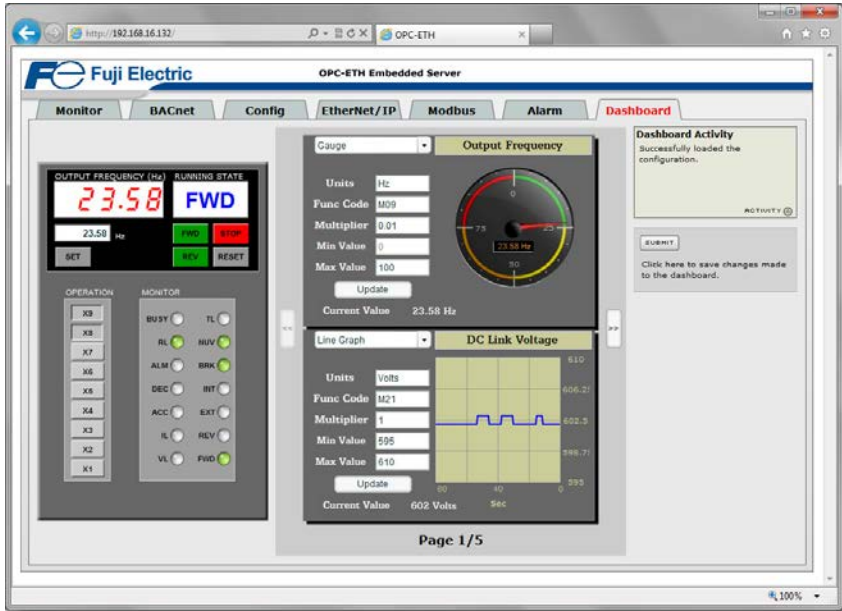 http://192.168.16.132/
OPC-ETH
Fuji Electric
OPC-ETH Embedded Server
Monitor BACnet Config EtherNet/IP Modbus Alarm Dashboard
OUTPUT FREQUENCY (Hz) RUNNING STATE
23.58 FWD
23.58 Hz FWD STOP
SET REV RESET
OPERATION MONITOR
X9
X8
X7
X6
X5
X4
X3
X2
X1
BUSY TL
RL NUV
ALM BRK
DEC INT
ACC EXT
IL REV
VL FWD
<<
Gauge Output Frequency
Units Hz
Func Code M09
Multiplier 0.01
Min Value 0
Max Value 100
Update
Current Value 23.58 Hz
0
75 25
23.58 Hz
50
Line Graph DC Link Voltage
Units Volts
Func Code M21
Multiplier 1
Min Value 595
Max Value 610
Update
Current Value 602 Volts
610
606.2
602.5
598.7
595
60 40 0
Sec
>>
Page 1/5
Dashboard Activity
Successfully loaded the
configuration.
ACTIVITY
SUBMIT
Click here to save changes made
to the dashboard.
100%